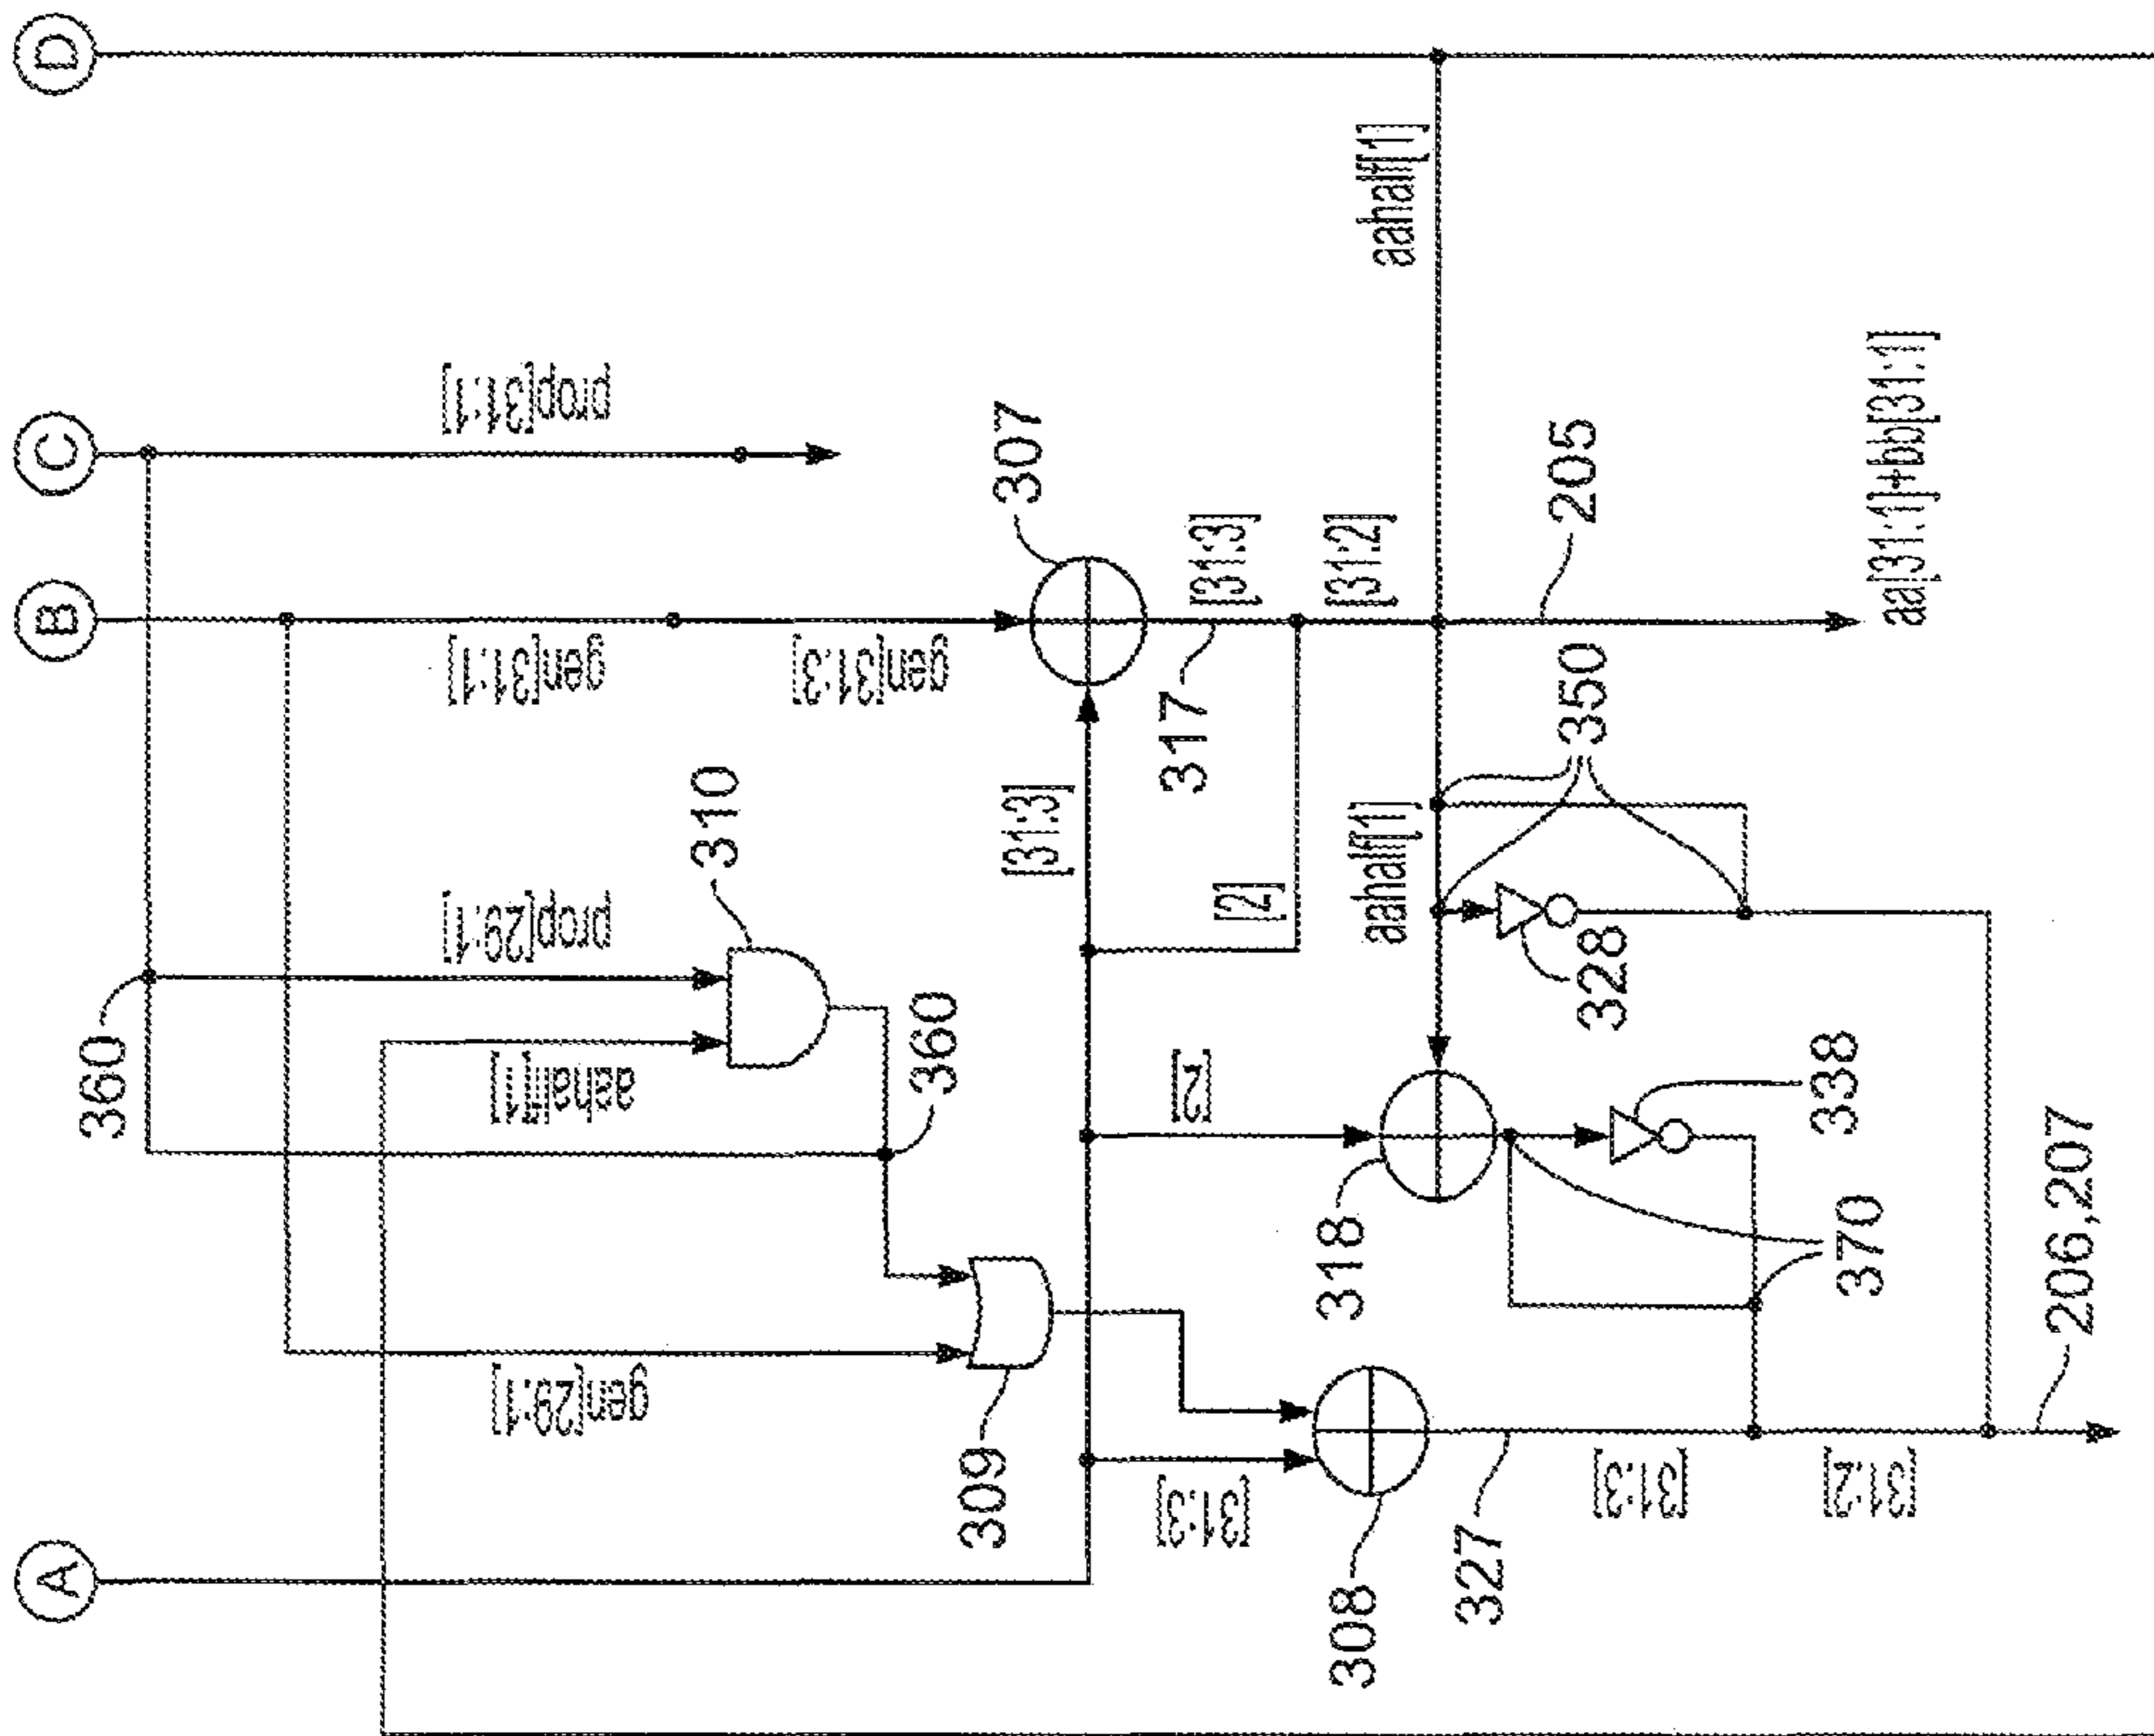 A
B
C
D
360
prop[31:1]
gen[31:1]
gen[31:3]
prop[29:1]
aahalf[1]
gen[29:1]
310
360
309
307
[31:3]
[31:3]
317
[31:2]
[2]
[2]
aahalf[1]
aahalf[1]
205
aa[31:1]+bb[31:1]
350
328
338
318
370
[31:3]
308
327
[31:3]
[31:2]
206,207